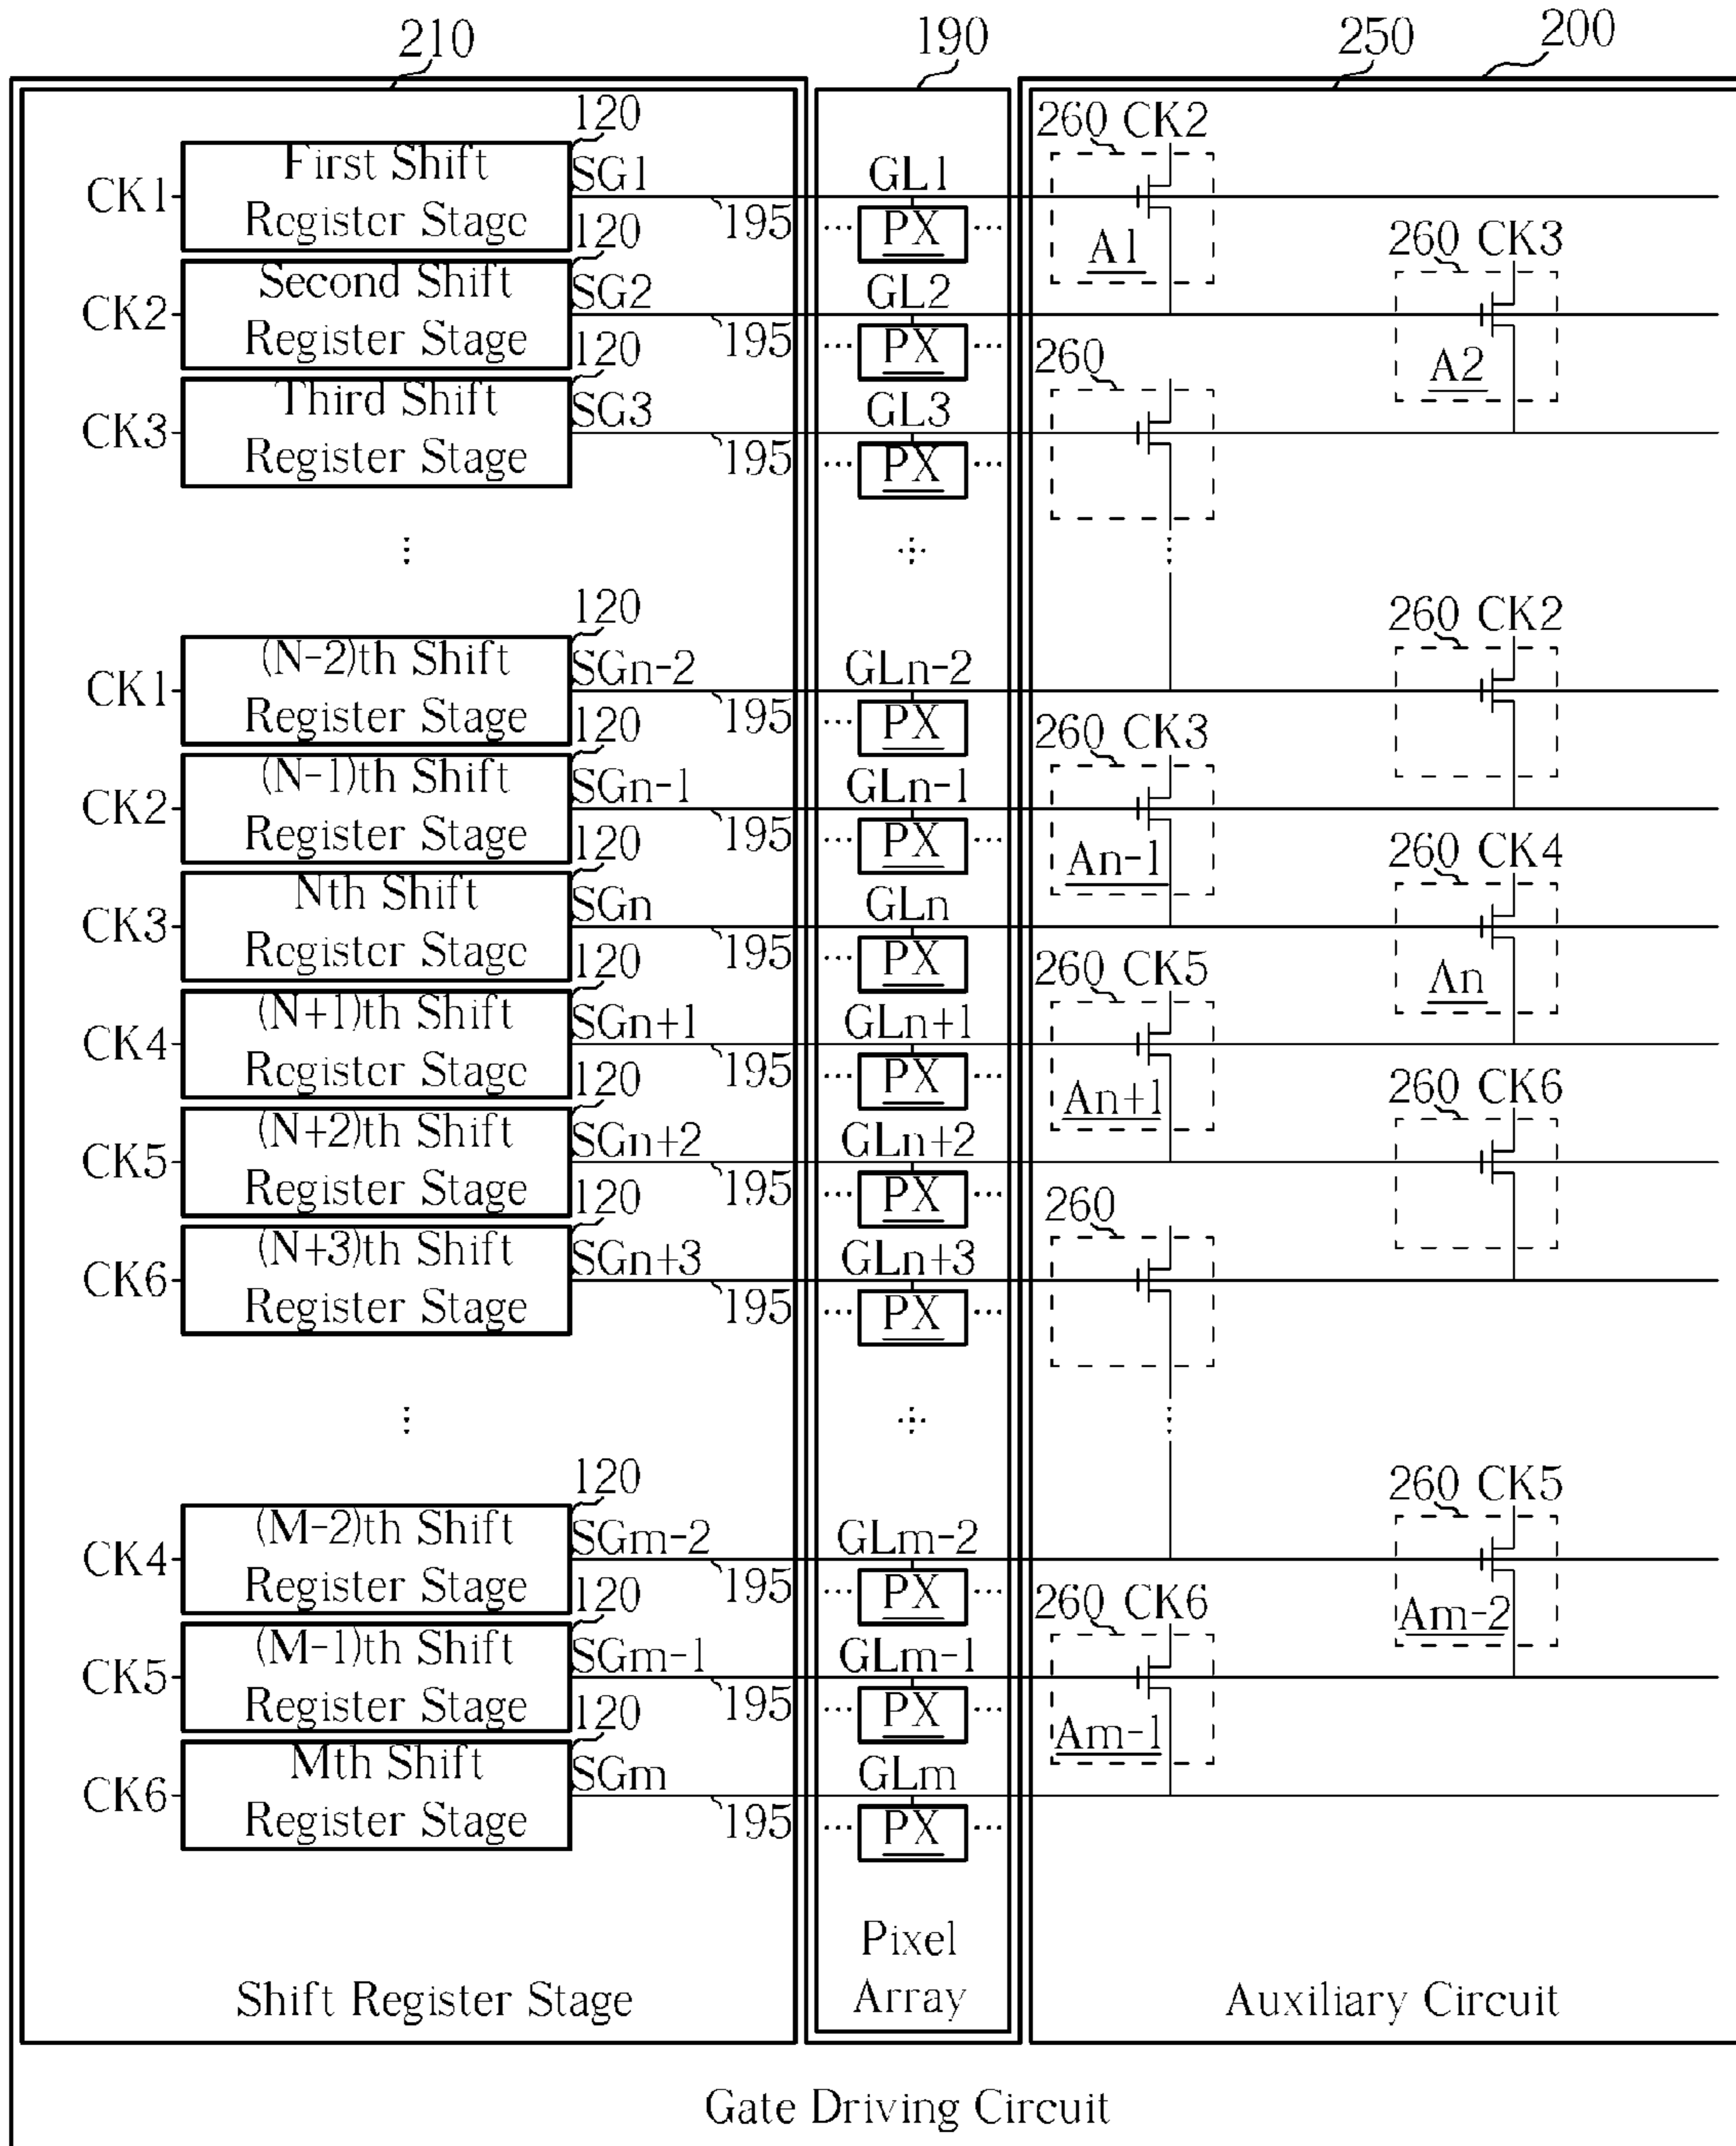 210
190
250
200
120
260 CK2
First Shift
Register Stage
CK1
SG1
195
GL1
... PX ...
A1
120
260 CK3
Second Shift
Register Stage
CK2
SG2
195
GL2
... PX ...
A2
120
260
Third Shift
Register Stage
CK3
SG3
195
GL3
... PX ...
120
260 CK2
(N-2)th Shift
Register Stage
CK1
SGn-2
195
GLn-2
... PX ...
120
260 CK3
(N-1)th Shift
Register Stage
CK2
SGn-1
195
GLn-1
... PX ...
An-1
120
260 CK4
Nth Shift
Register Stage
CK3
SGn
195
GLn
... PX ...
An
120
260 CK5
(N+1)th Shift
Register Stage
CK4
SGn+1
195
GLn+1
... PX ...
An+1
120
260 CK6
(N+2)th Shift
Register Stage
CK5
SGn+2
195
GLn+2
... PX ...
120
260
(N+3)th Shift
Register Stage
CK6
SGn+3
195
GLn+3
... PX ...
120
260 CK5
(M-2)th Shift
Register Stage
CK4
SGm-2
195
GLm-2
... PX ...
Am-2
120
260 CK6
(M-1)th Shift
Register Stage
CK5
SGm-1
195
GLm-1
... PX ...
Am-1
120
Mth Shift
Register Stage
CK6
SGm
195
GLm
... PX ...
Shift Register Stage
Pixel
Array
Auxiliary Circuit
Gate Driving Circuit